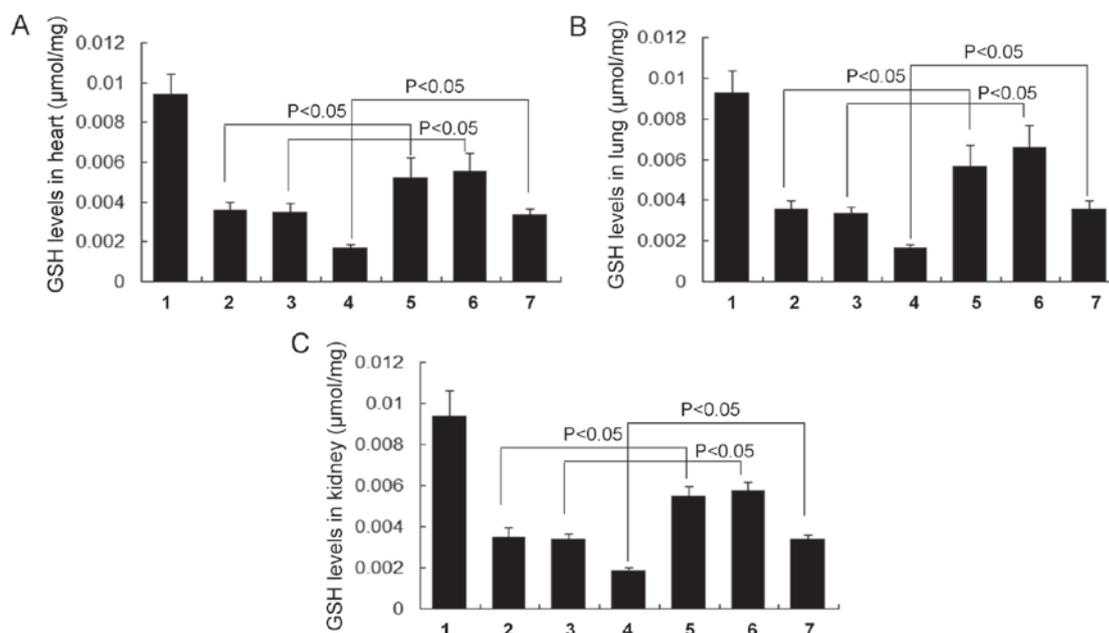 A
GSH levels in heart (μmol/mg)
0.012
0.01
0.008
0.006
0.004
0.002
0
P<0.05
P<0.05
P<0.05
1 2 3 4 5 6 7
B
GSH levels in lung (μmol/mg)
0.012
0.01
0.008
0.006
0.004
0.002
0
P<0.05
P<0.05
P<0.05
1 2 3 4 5 6 7
C
GSH levels in kidney (μmol/mg)
0.012
0.01
0.008
0.006
0.004
0.002
0
P<0.05
P<0.05
P<0.05
1 2 3 4 5 6 7